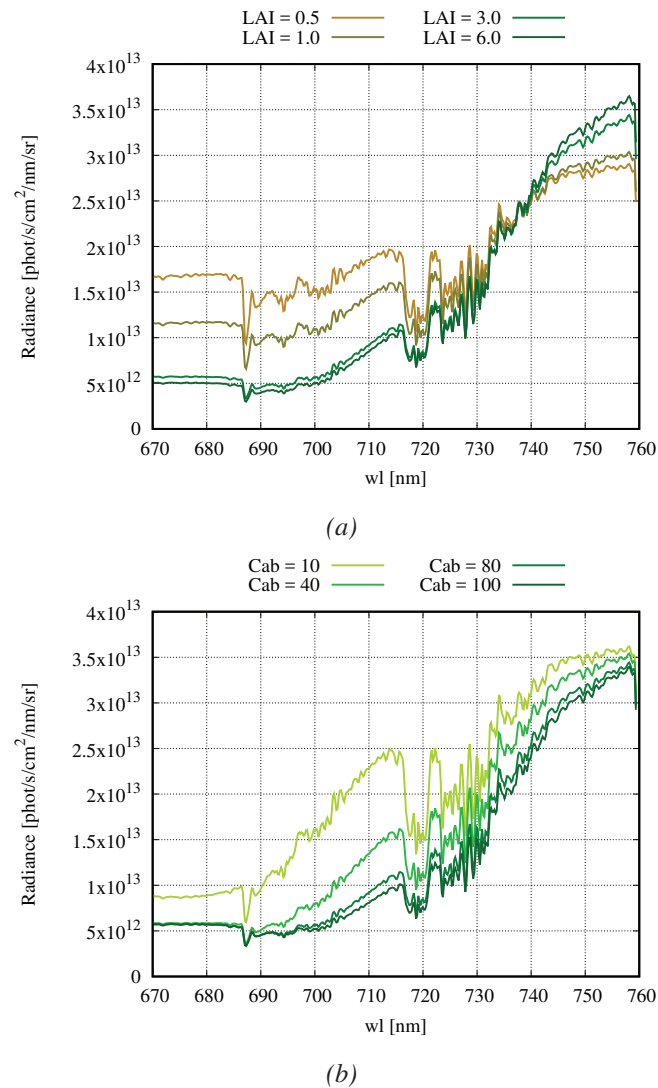 LAI = 0.5 LAI = 3.0
LAI = 1.0 LAI = 6.0
4x10^13
3.5x10^13
3x10^13
2.5x10^13
2x10^13
1.5x10^13
1x10^13
5x10^12
0
Radiance [phot/s/cm^2/nm/sr]
670 680 690 700 710 720 730 740 750 760
wl [nm]
(a)
Cab = 10 Cab = 80
Cab = 40 Cab = 100
4x10^13
3.5x10^13
3x10^13
2.5x10^13
2x10^13
1.5x10^13
1x10^13
5x10^12
0
Radiance [phot/s/cm^2/nm/sr]
670 680 690 700 710 720 730 740 750 760
wl [nm]
(b)